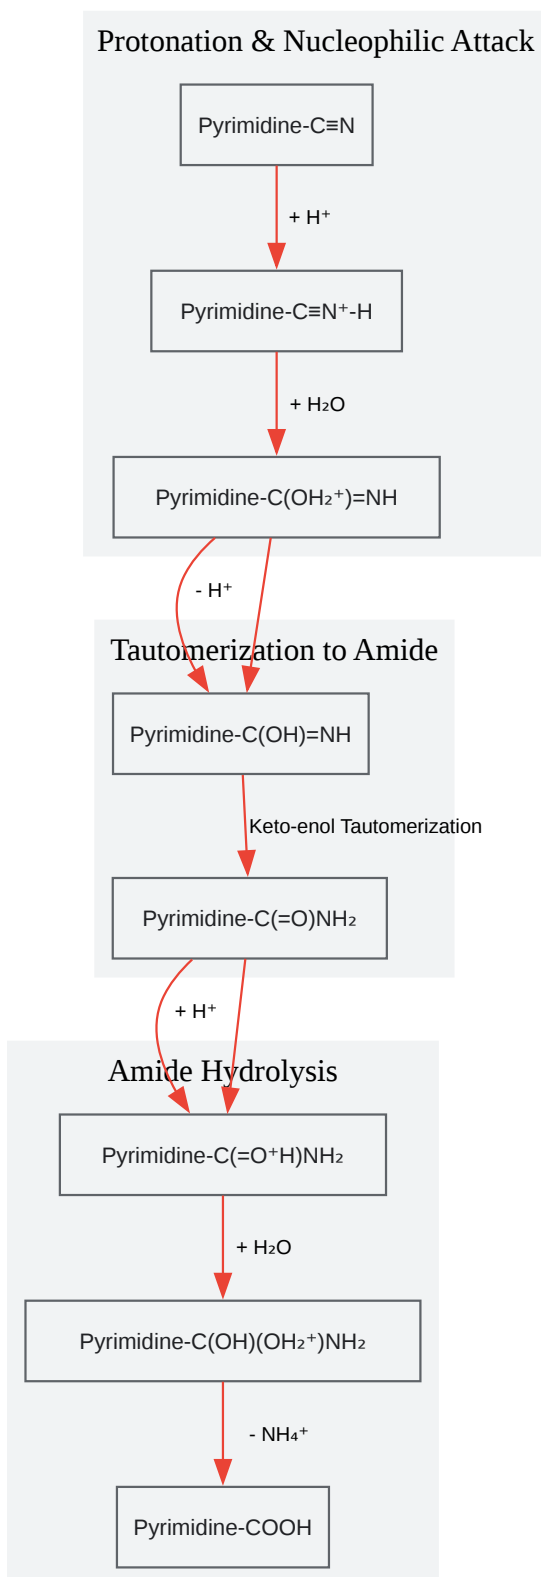 Protonation & Nucleophilic Attack
Pyrimidine-C≡N
+ H⁺
Pyrimidine-C≡N⁺-H
+ H₂O
Pyrimidine-C(OH₂⁺)=NH
- H⁺
Tautomerization to Amide
Pyrimidine-C(OH)=NH
Keto-enol Tautomerization
Pyrimidine-C(=O)NH₂
+ H⁺
Amide Hydrolysis
Pyrimidine-C(=O⁺H)NH₂
+ H₂O
Pyrimidine-C(OH)(OH₂⁺)NH₂
- NH₄⁺
Pyrimidine-COOH